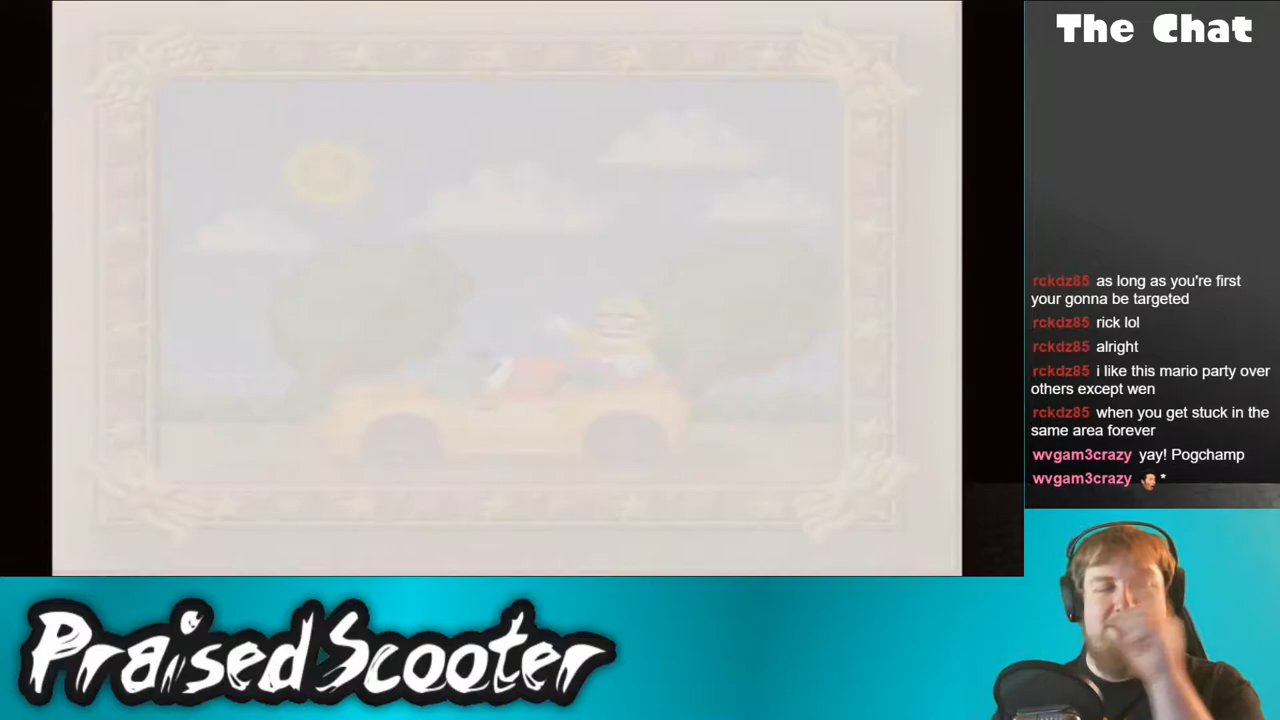 The Chat
rckdz85 as long as you're first
your gonna be targeted
rckdz85 rick lol
rckdz85 alright
rckdz85 i like this mario party over
others except wen
rckdz85 when you get stuck in the
same area forever
wvgam3crazy yay! Pogchamp
wvgam3crazy *
PraisedScooter